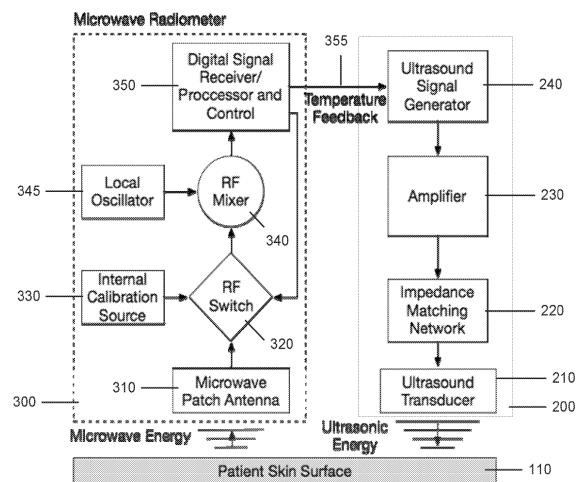 Microwave Radiometer
355
350
Digital Signal
Receiver/
Proccessor and
Control
Temperature
Feedback
Ultrasound
Signal
Generator
240
345
Local
Oscillator
RF
Mixer
340
Amplifier
230
330
Internal
Calibration
Source
RF
Switch
320
Impedance
Matching
Network
220
310
Microwave
Patch Antenna
300
Ultrasound
Transducer
210
200
Microwave Energy
Ultrasonic
Energy
Patient Skin Surface
110